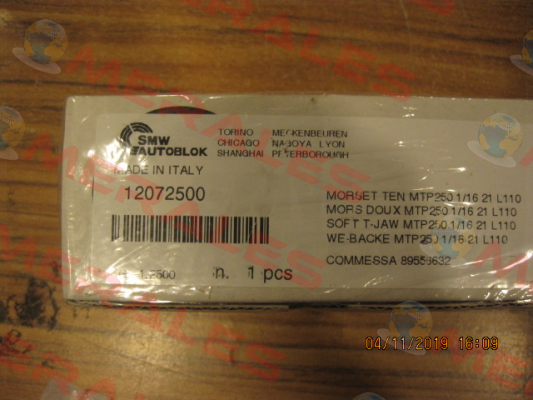 SMW
AUTOBLOK
TORINO MECKENBEUREN
CHICAGO NAGOYA LYON
SHANGHAI PETERBOROUGH
MADE IN ITALY
12072500
MORSET TEN MTP250 1/16 21 L110
MORS DOUX MTP250 1/16 21 L110
SOFT T-JAW MTP250 1/16 21 L110
WE-BACKE MTP250 1/16 21 L110
COMMESSA 89553632
n. 1 pcs
04/11/2019 16:09
MERALES